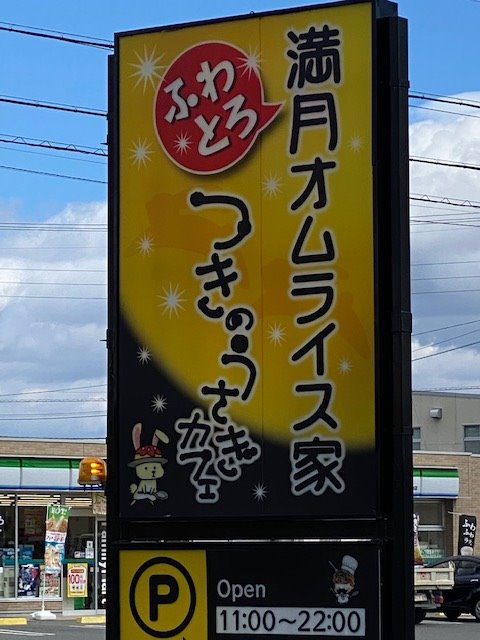 満月オムライス家
ふわ
とろ
つきのうさぎ
カフェ
P
Open
11:00~22:00